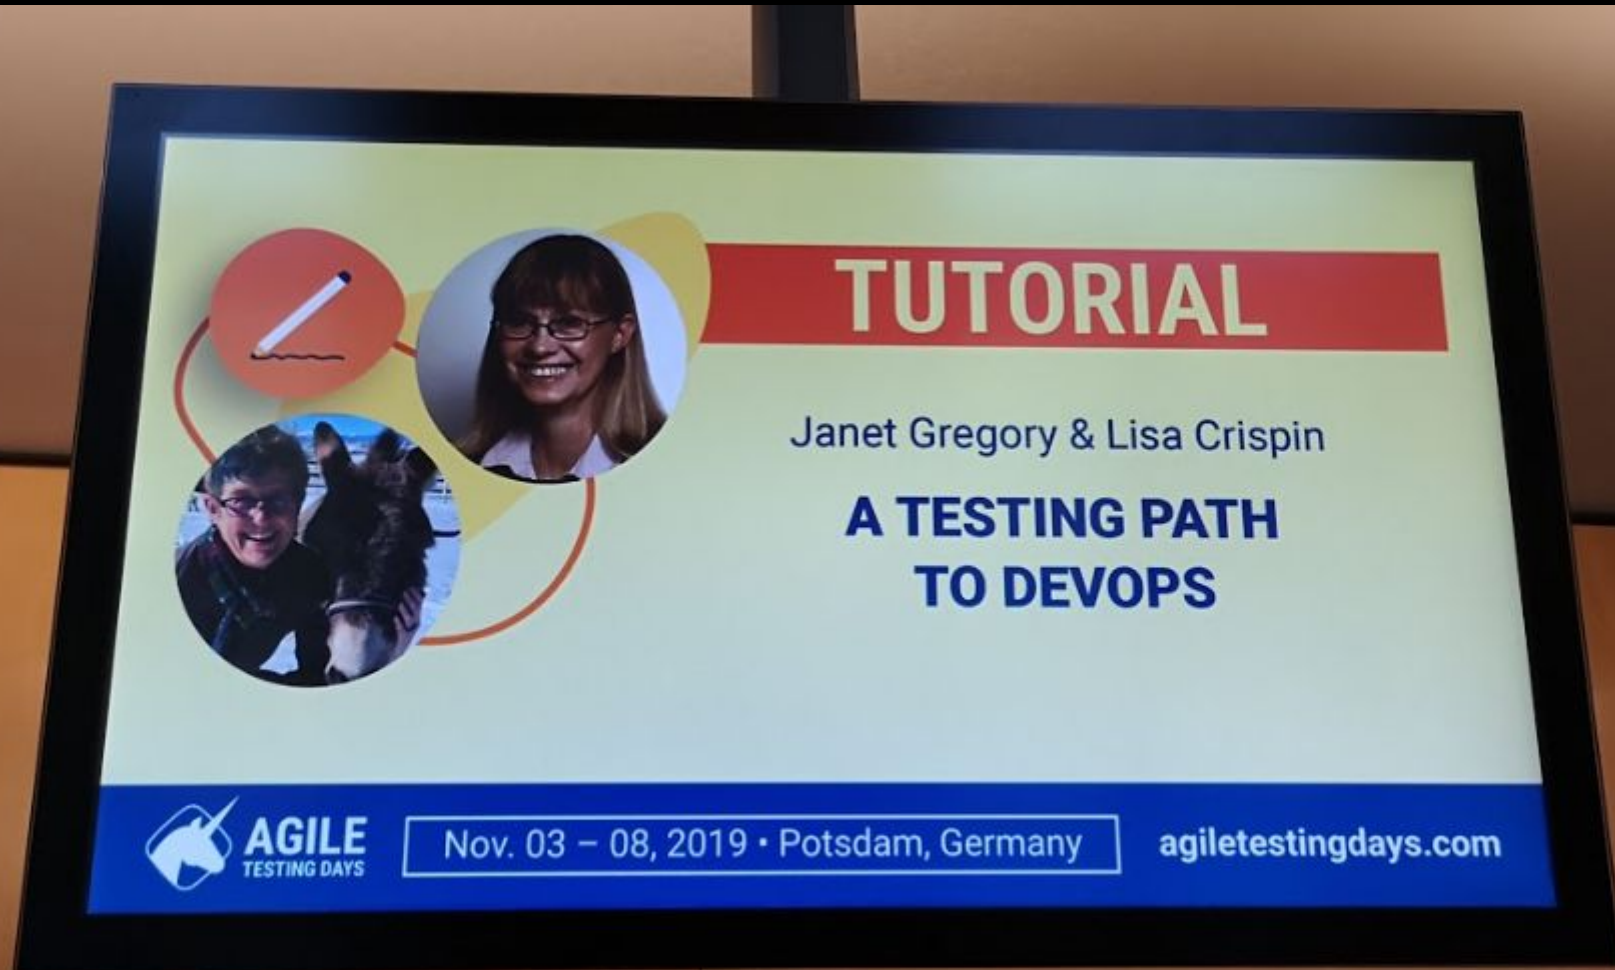 TUTORIAL
Janet Gregory & Lisa Crispin
A TESTING PATH
TO DEVOPS
AGILE
TESTING DAYS
Nov. 03 – 08, 2019 • Potsdam, Germany
agiletestingdays.com